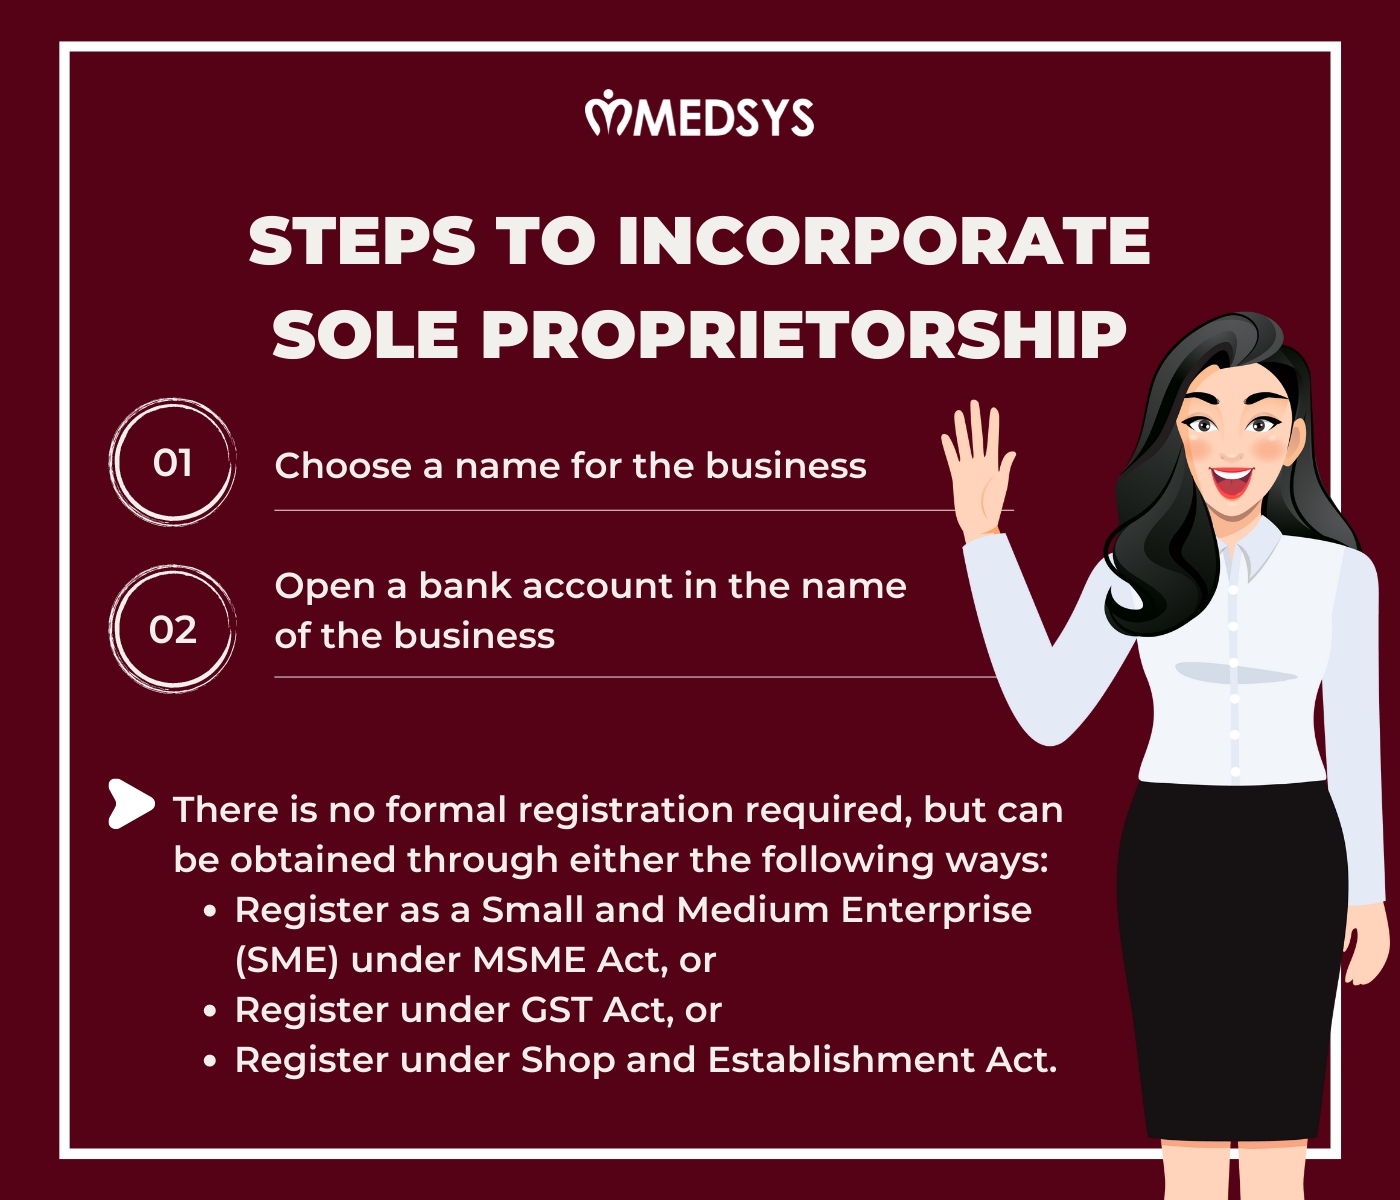 MEDSYS
STEPS TO INCORPORATE
SOLE PROPRIETORSHIP
01
Choose a name for the business
02
Open a bank account in the name
of the business
There is no formal registration required, but can
be obtained through either the following ways:
• Register as a Small and Medium Enterprise
(SME) under MSME Act, or
• Register under GST Act, or
• Register under Shop and Establishment Act.